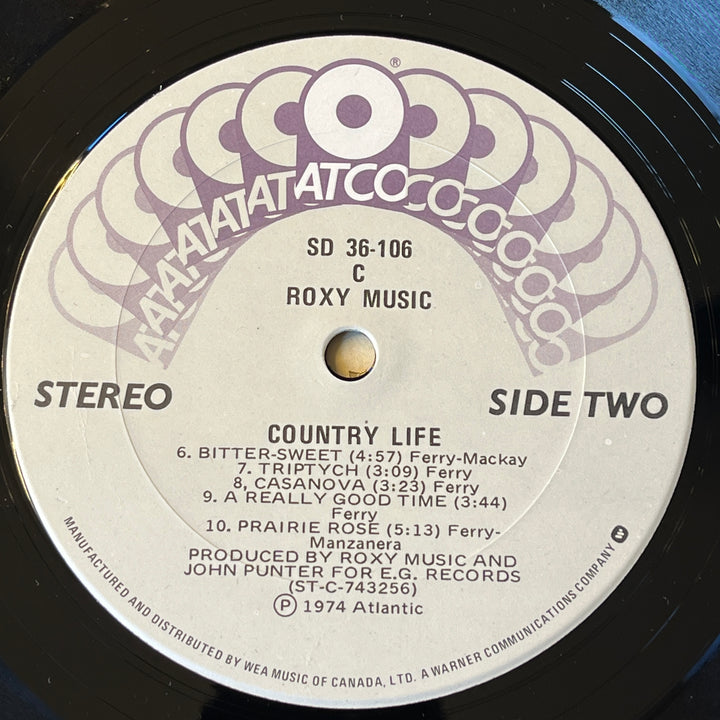 ®
ATATATATATATCOCOCOCOCOCO
SD 36-106
C
ROXY MUSIC
STEREO
SIDE TWO
COUNTRY LIFE
6. BITTER-SWEET (4:57) Ferry-Mackay
7. TRIPTYCH (3:09) Ferry
8, CASANOVA (3:23) Ferry
9. A REALLY GOOD TIME (3:44)
Ferry
10. PRAIRIE ROSE (5:13) Ferry-
Manzanera
PRODUCED BY ROXY MUSIC AND
JOHN PUNTER FOR E.G. RECORDS
(ST-C-743256)
Ⓟ 1974 Atlantic
MANUFACTURED AND DISTRIBUTED BY WEA MUSIC OF CANADA, LTD. A WARNER COMMUNICATIONS COMPANY